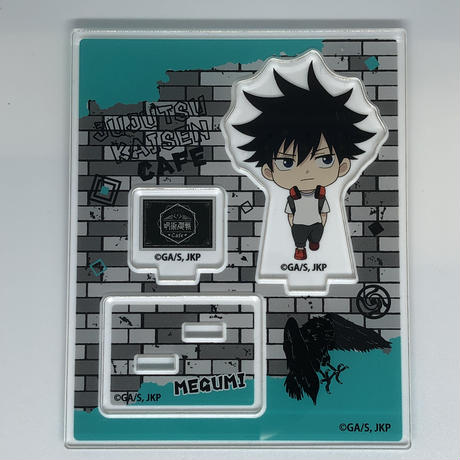 JUJUTSU
KAISEN
CAFE
呪術廻戦
Cafe
©GA/S, JKP
©GA/S, JKP
MEGUMI
©GA/S, JKP
©GA/S, JKP